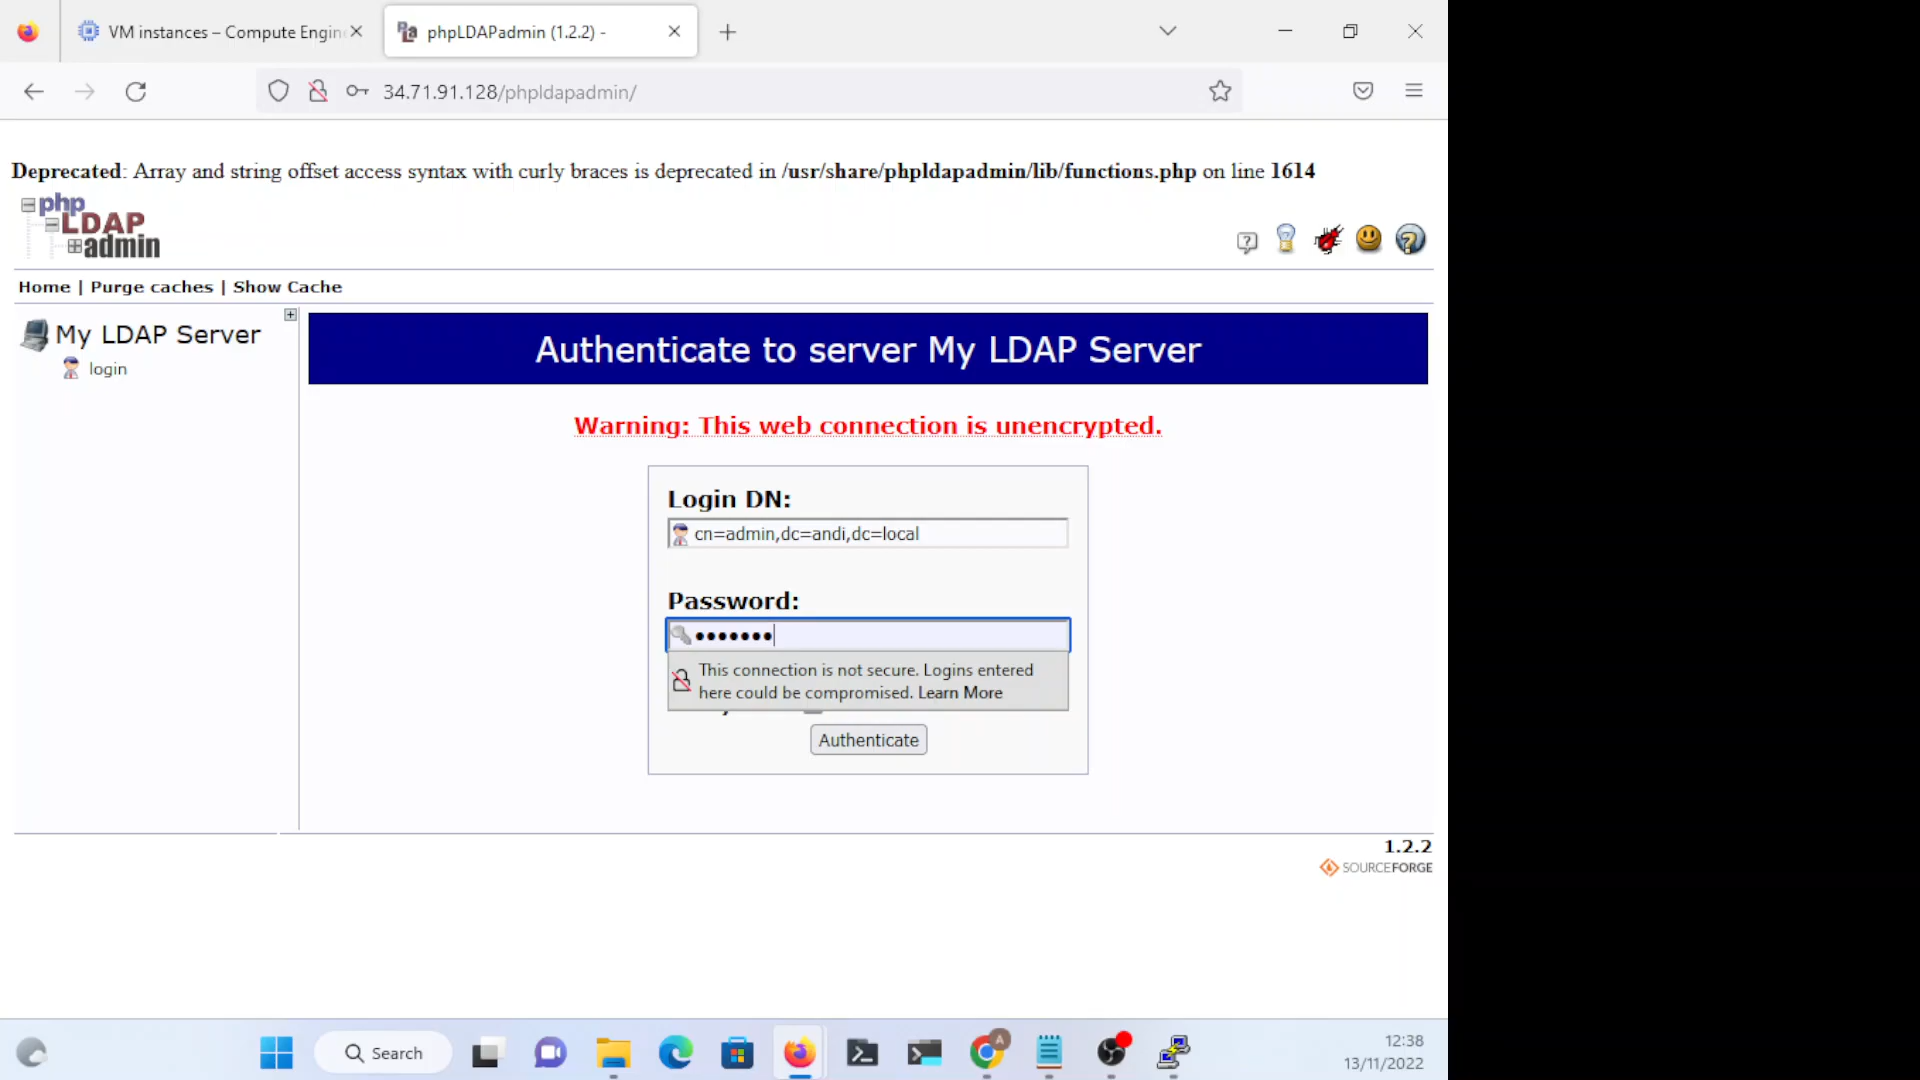 VM instances – Compute Engin
phpLDAPadmin (1.2.2) -
34.71.91.128/phpldapadmin/
Deprecated: Array and string offset access syntax with curly braces is deprecated in /usr/share/phpldapadmin/lib/functions.php on line 1614
php
LDAP
admin
Home | Purge caches | Show Cache
My LDAP Server
login
Authenticate to server My LDAP Server
Warning: This web connection is unencrypted.
Login DN:
cn=admin,dc=andi,dc=local
Password:
•••••••
This connection is not secure. Logins entered
here could be compromised. Learn More
Authenticate
1.2.2
SOURCEFORGE
Search
A
12:38
13/11/2022